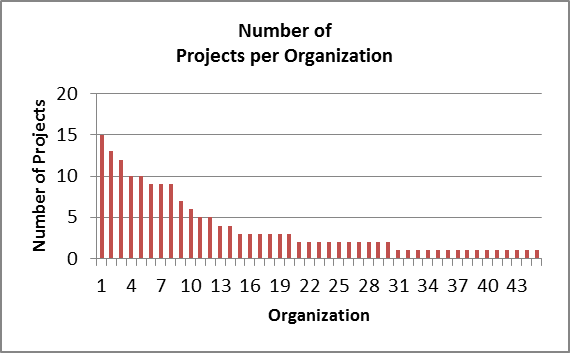 Number of
Projects per Organization
Number of Projects
20
15
10
5
0
1 4 7 10 13 16 19 22 25 28 31 34 37 40 43
Organization